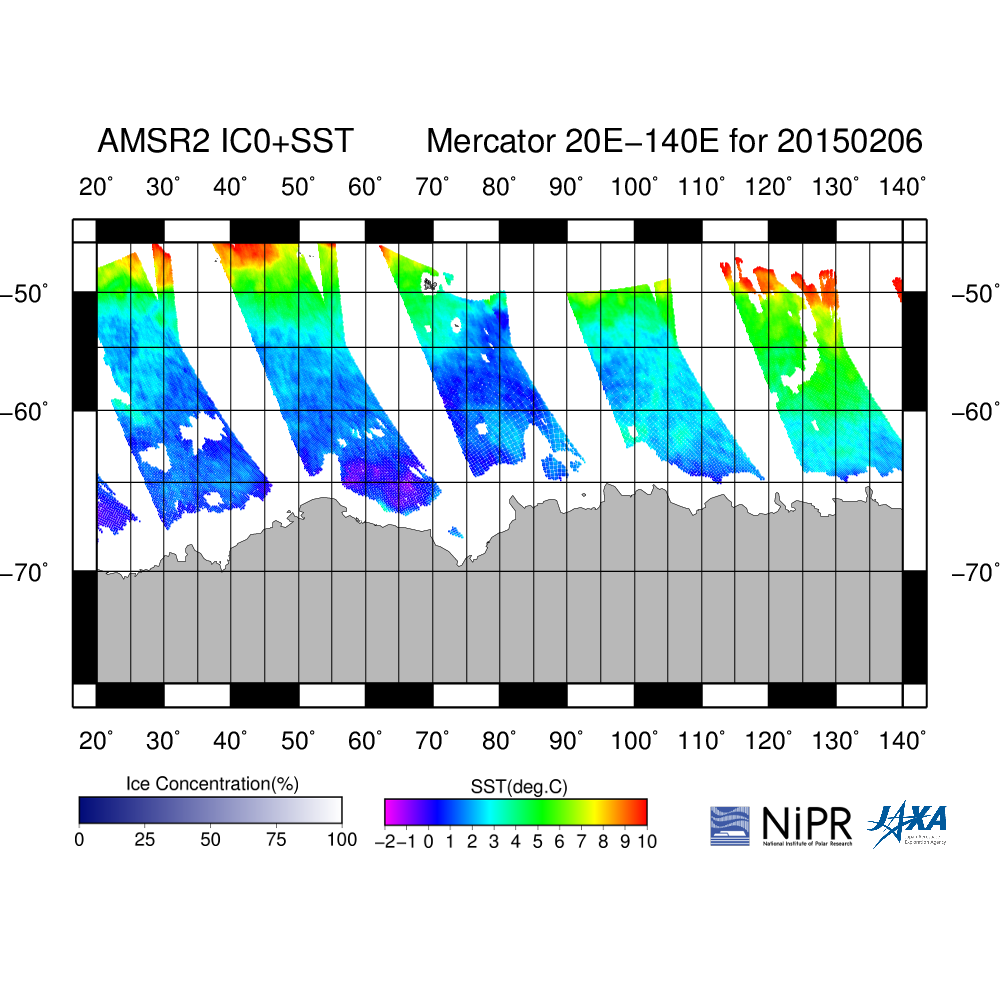 AMSR2 IC0+SST Mercator 20E−140E for 20150206
20° 30° 40° 50° 60° 70° 80° 90° 100° 110° 120° 130° 140°
−50° −50°
−60° −60°
−70° −70°
20° 30° 40° 50° 60° 70° 80° 90° 100° 110° 120° 130° 140°
Ice Concentration(%)
0 25 50 75 100
SST(deg.C)
−2−1 0 1 2 3 4 5 6 7 8 9 10
NiPR
National Institute of Polar Research
JAXA
Exploration Agency